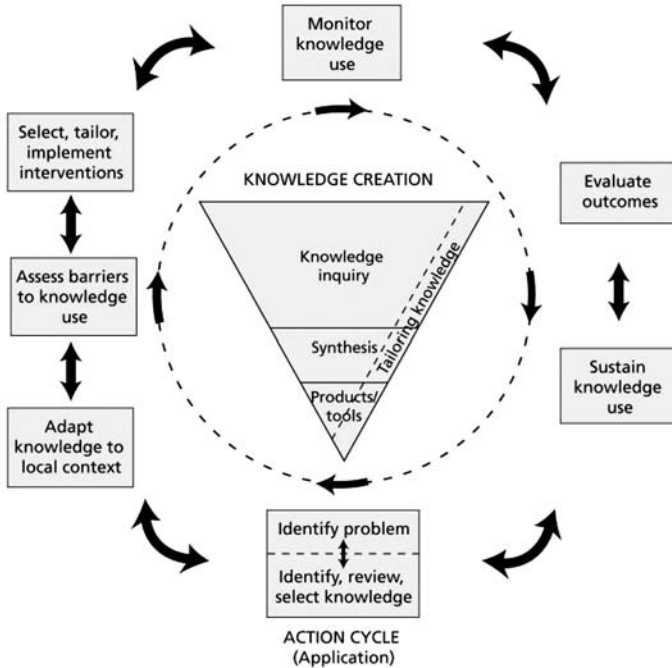 Monitor
knowledge
use
Select, tailor,
implement
interventions
Evaluate
outcomes
KNOWLEDGE CREATION
Knowledge
inquiry
Tailoring knowledge
Synthesis
Products/
tools
Assess barriers
to knowledge
use
Sustain
knowledge
use
Adapt
knowledge to
local context
Identify problem
Identify, review,
select knowledge
ACTION CYCLE
(Application)